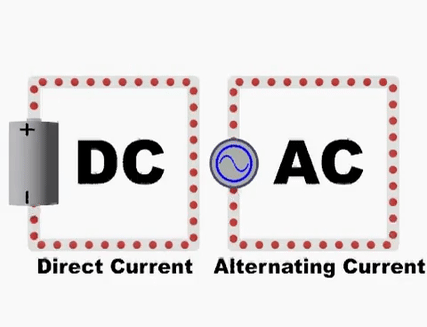 +
DC
AC
-
Direct Current
Alternating Current